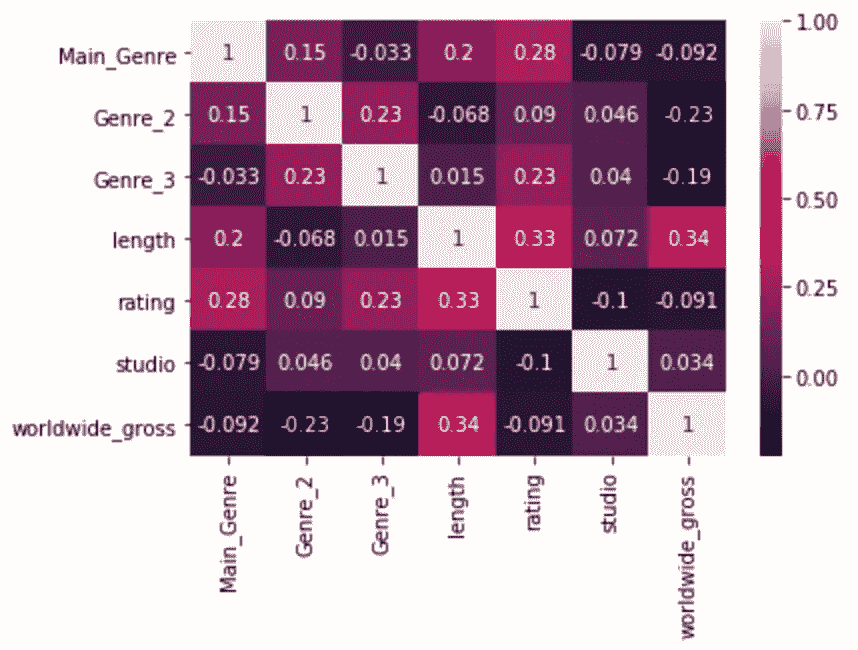 Main_Genre 1 0.15 -0.033 0.2 0.28 -0.079 -0.092
Genre_2 0.15 1 0.23 -0.068 0.09 0.046 -0.23
Genre_3 -0.033 0.23 1 0.015 0.23 0.04 -0.19
length 0.2 -0.068 0.015 1 0.33 0.072 0.34
rating 0.28 0.09 0.23 0.33 1 -0.1 -0.091
studio -0.079 0.046 0.04 0.072 -0.1 1 0.034
worldwide_gross -0.092 -0.23 -0.19 0.34 -0.091 0.034 1
Main_Genre
Genre_2
Genre_3
length
rating
studio
worldwide_gross
1.00
0.75
0.50
0.25
0.00